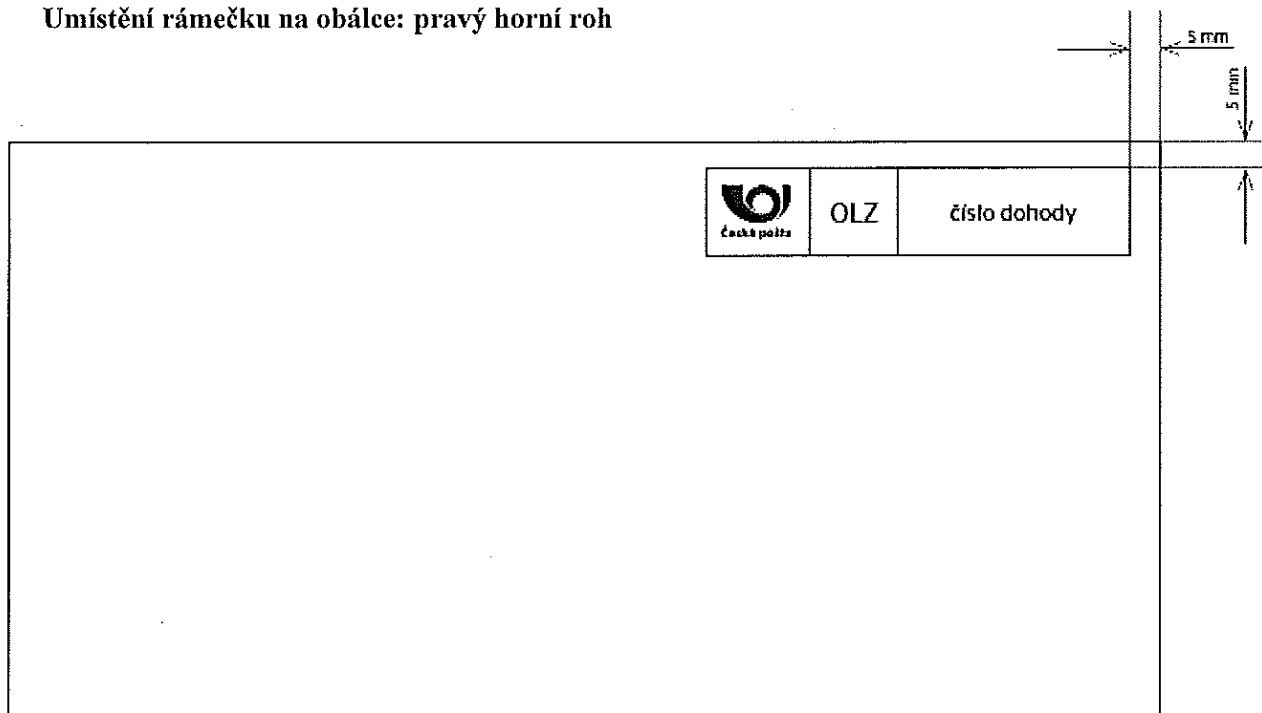 Umístění rámečku na obálce: pravý horní roh
5 mm
5 mm
Česká pošta
OLZ
číslo dohody